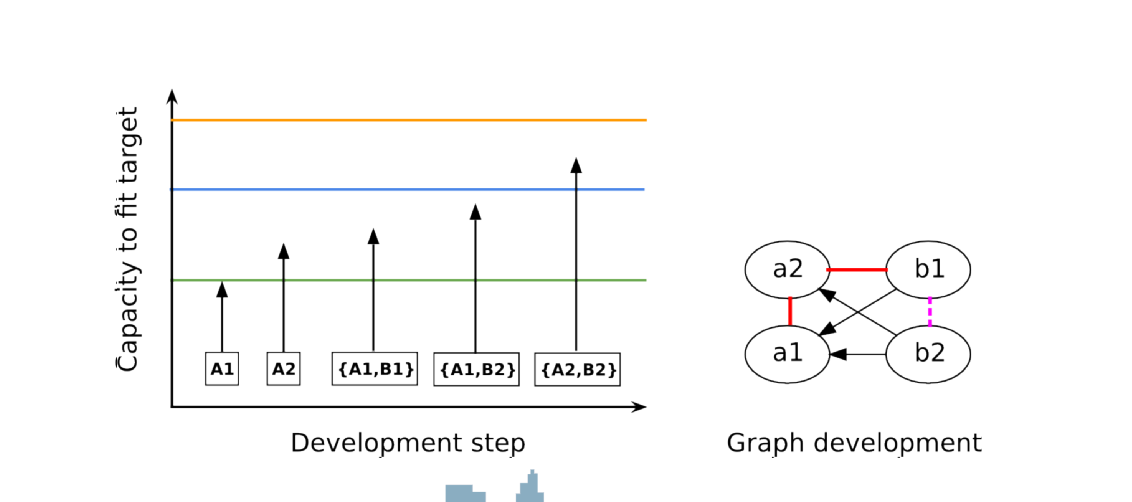 Capacity to fit target
A1 A2 {A1,B1} {A1,B2} {A2,B2}
Development step
a2 b1
a1 b2
Graph development